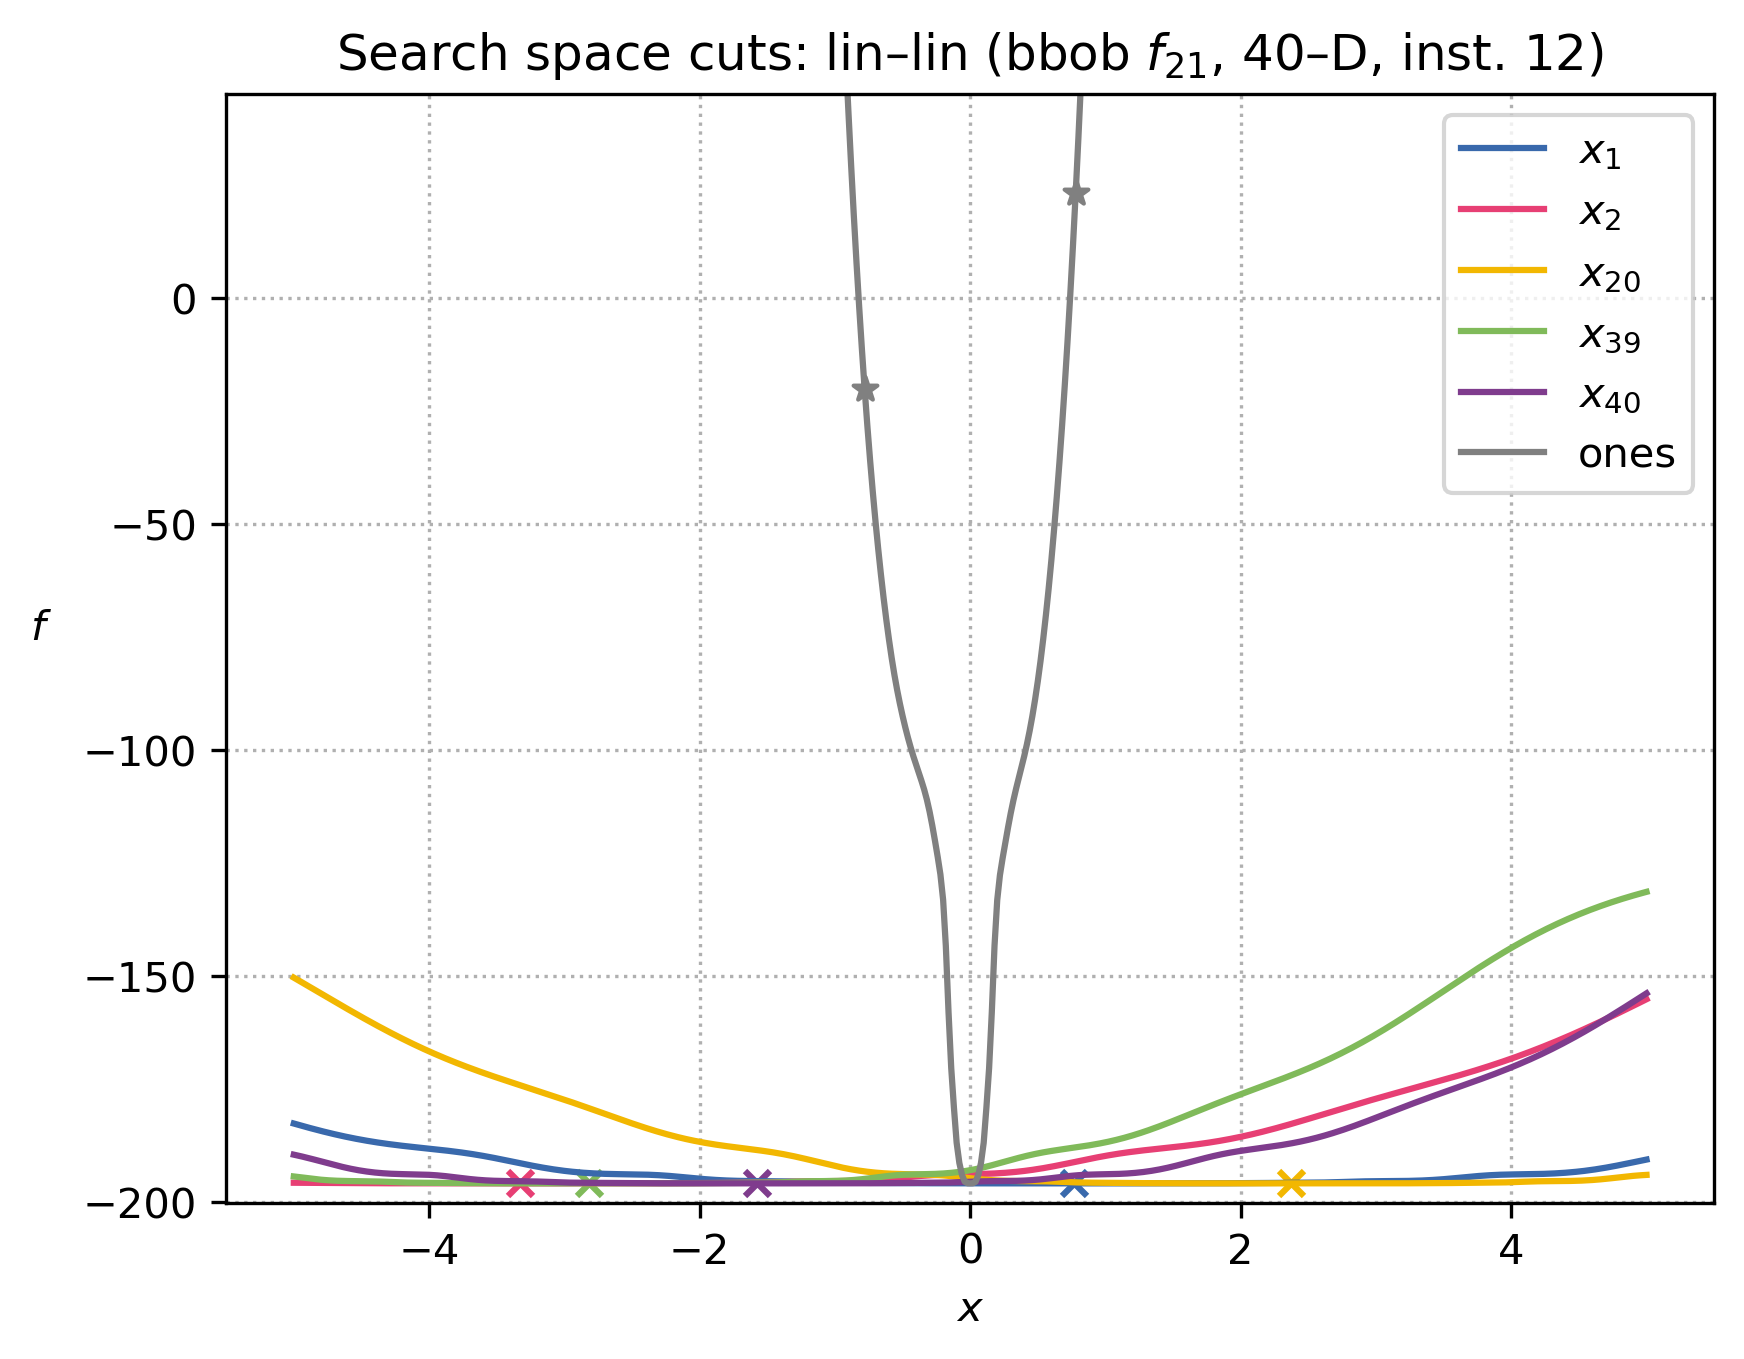 Search space cuts: lin–lin (bbob f₂₁, 40–D, inst. 12)
x₁
x₂
x₂₀
x₃₉
x₄₀
ones
0
−50
−100
−150
−200
f
−4 −2 0 2 4
x